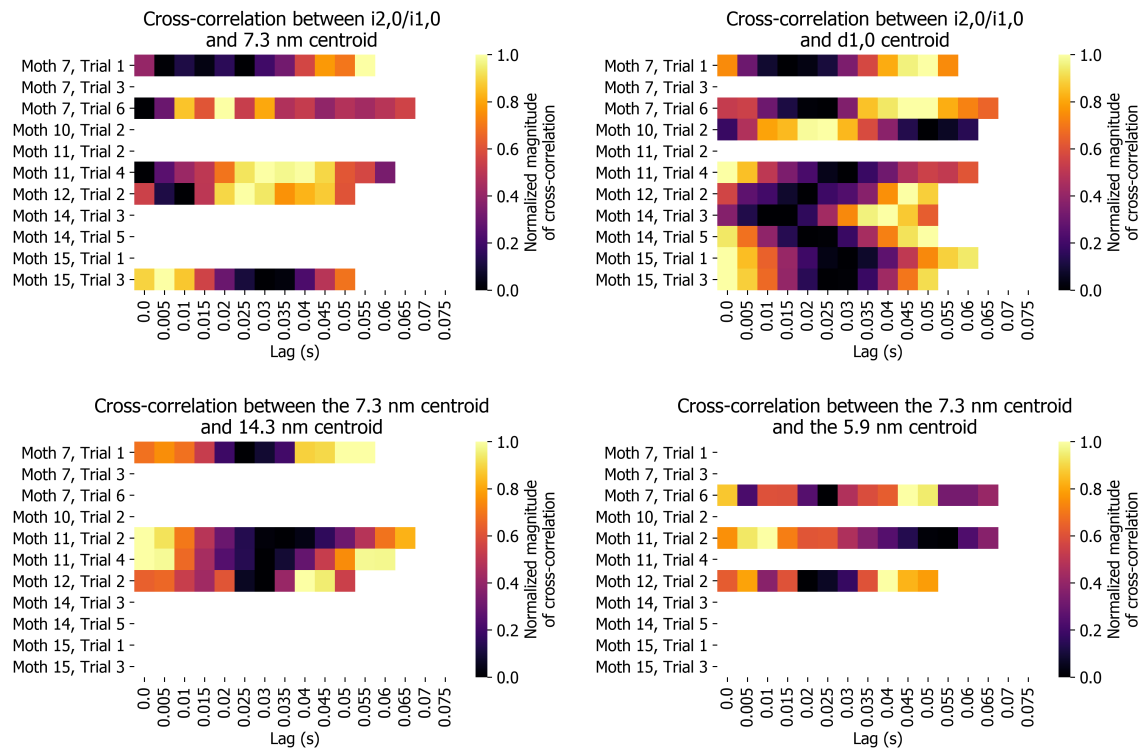 Cross-correlation between i2,0/i1,0
and 7.3 nm centroid
Moth 7, Trial 1
Moth 7, Trial 3
Moth 7, Trial 6
Moth 10, Trial 2
Moth 11, Trial 2
Moth 11, Trial 4
Moth 12, Trial 2
Moth 14, Trial 3
Moth 14, Trial 5
Moth 15, Trial 1
Moth 15, Trial 3
0.0 0.005 0.01 0.015 0.02 0.025 0.03 0.035 0.04 0.045 0.05 0.055 0.06 0.065 0.07 0.075
Lag (s)
1.0
0.8
0.6
0.4
0.2
0.0
Normalized magnitude
of cross-correlation
Cross-correlation between i2,0/i1,0
and d1,0 centroid
Moth 7, Trial 1
Moth 7, Trial 3
Moth 7, Trial 6
Moth 10, Trial 2
Moth 11, Trial 2
Moth 11, Trial 4
Moth 12, Trial 2
Moth 14, Trial 3
Moth 14, Trial 5
Moth 15, Trial 1
Moth 15, Trial 3
0.0 0.005 0.01 0.015 0.02 0.025 0.03 0.035 0.04 0.045 0.05 0.055 0.06 0.065 0.07 0.075
Lag (s)
1.0
0.8
0.6
0.4
0.2
0.0
Normalized magnitude
of cross-correlation
Cross-correlation between the 7.3 nm centroid
and 14.3 nm centroid
Moth 7, Trial 1
Moth 7, Trial 3
Moth 7, Trial 6
Moth 10, Trial 2
Moth 11, Trial 2
Moth 11, Trial 4
Moth 12, Trial 2
Moth 14, Trial 3
Moth 14, Trial 5
Moth 15, Trial 1
Moth 15, Trial 3
0.0 0.005 0.01 0.015 0.02 0.025 0.03 0.035 0.04 0.045 0.05 0.055 0.06 0.065 0.07 0.075
Lag (s)
1.0
0.8
0.6
0.4
0.2
0.0
Normalized magnitude
of cross-correlation
Cross-correlation between the 7.3 nm centroid
and the 5.9 nm centroid
Moth 7, Trial 1
Moth 7, Trial 3
Moth 7, Trial 6
Moth 10, Trial 2
Moth 11, Trial 2
Moth 11, Trial 4
Moth 12, Trial 2
Moth 14, Trial 3
Moth 14, Trial 5
Moth 15, Trial 1
Moth 15, Trial 3
0.0 0.005 0.01 0.015 0.02 0.025 0.03 0.035 0.04 0.045 0.05 0.055 0.06 0.065 0.07 0.075
Lag (s)
1.0
0.8
0.6
0.4
0.2
0.0
Normalized magnitude
of cross-correlation